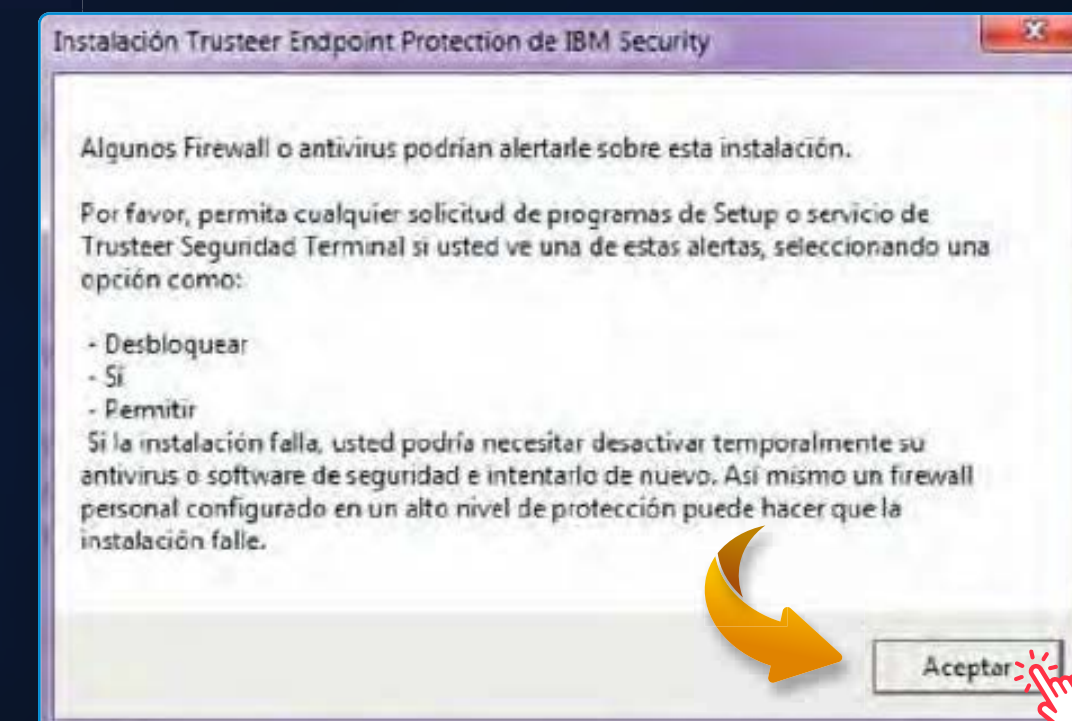 Instalación Trusteer Endpoint Protection de IBM Security
Algunos Firewall o antivirus podrían alertarle sobre esta instalación.
Por favor, permita cualquier solicitud de programas de Setup o servicio de
Trusteer Seguridad Terminal si usted ve una de estas alertas, seleccionando una
opción como:
- Desbloquear
- Sí
- Permitir
Si la instalación falla, usted podría necesitar desactivar temporalmente su
antivirus o software de seguridad e intentarlo de nuevo. Así mismo un firewall
personal configurado en un alto nivel de protección puede hacer que la
instalación falle.
Aceptar